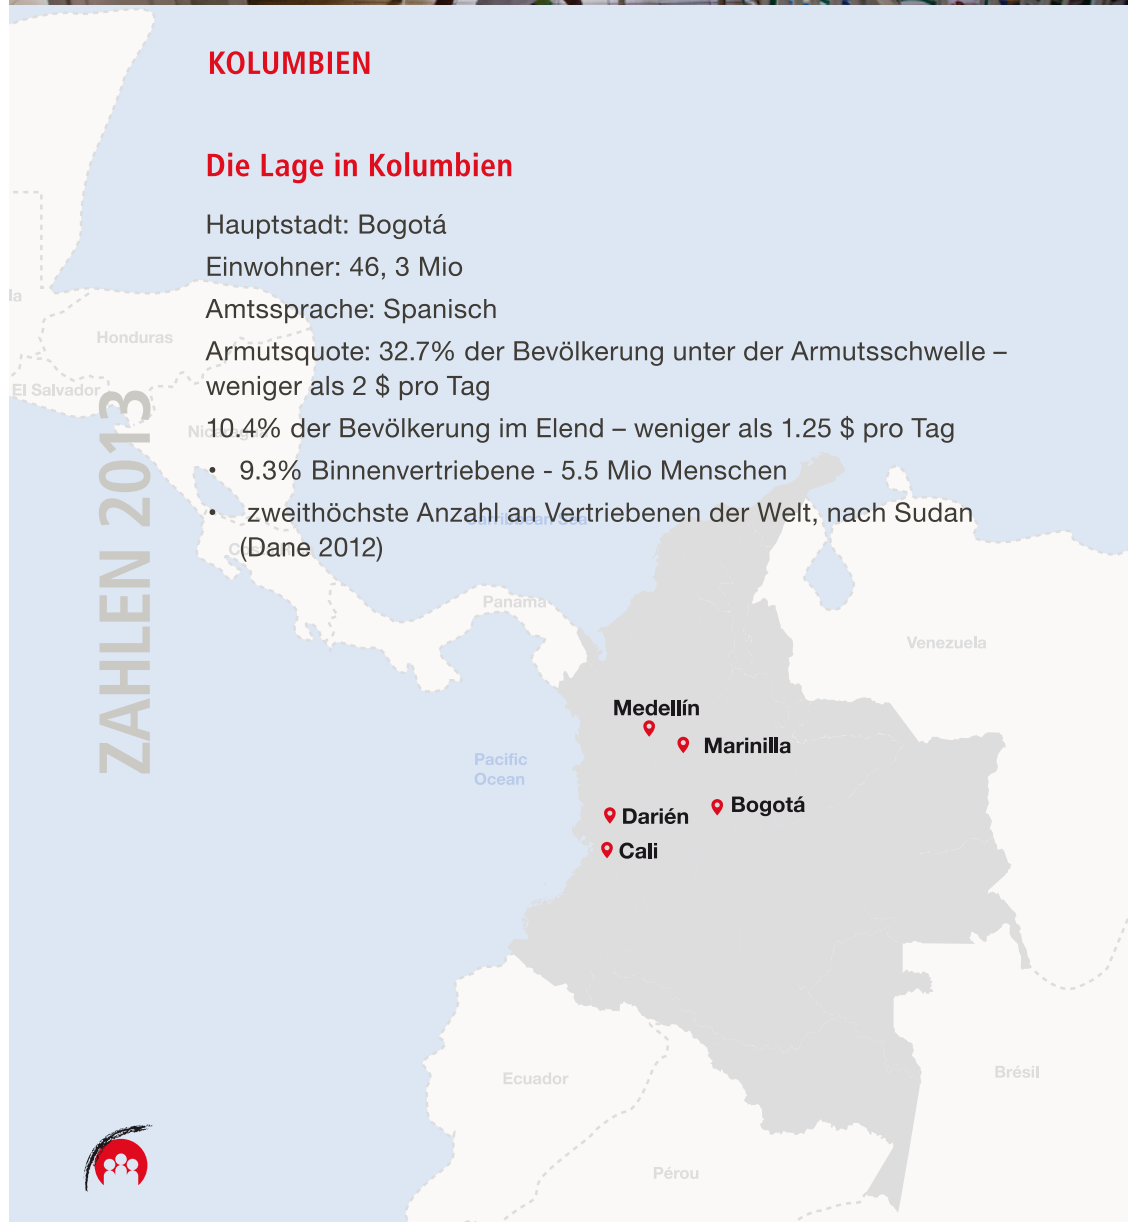 KOLUMBIEN
Die Lage in Kolumbien
Hauptstadt: Bogotá
Einwohner: 46, 3 Mio
Amtssprache: Spanisch
Armutsquote: 32.7% der Bevölkerung unter der Armutsschwelle –
weniger als 2 $ pro Tag
10.4% der Bevölkerung im Elend – weniger als 1.25 $ pro Tag
• 9.3% Binnenvertriebene - 5.5 Mio Menschen
• zweithöchste Anzahl an Vertriebenen der Welt, nach Sudan
(Dane 2012)
ZAHLEN 2013
la
Honduras
El Salvador
Panama
Venezuela
Medellín
Marinilla
Pacific
Ocean
Bogotá
Darién
Cali
Ecuador
Brésil
Pérou